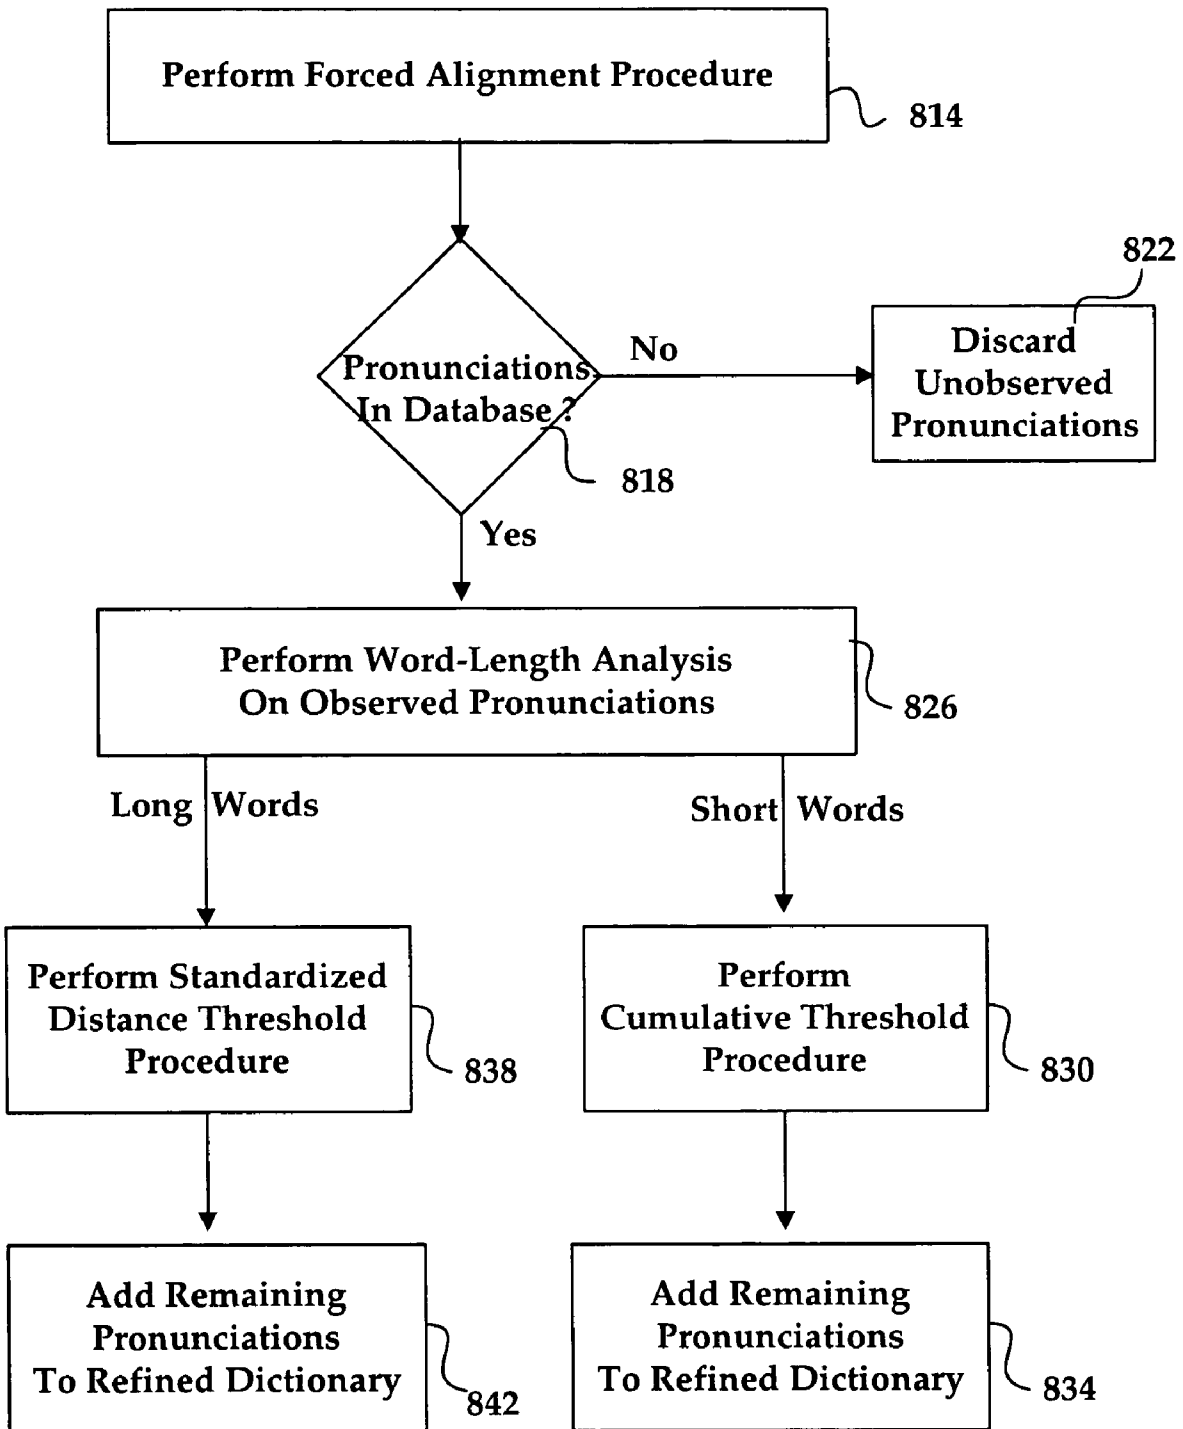 Perform Forced Alignment Procedure
814
822
Discard
Unobserved
Pronunciations
No
Pronunciations
In Database ?
818
Yes
Perform Word-Length Analysis
On Observed Pronunciations
826
Long Words
Short Words
Perform Standardized
Distance Threshold
Procedure
838
Perform
Cumulative Threshold
Procedure
830
Add Remaining
Pronunciations
To Refined Dictionary
842
Add Remaining
Pronunciations
To Refined Dictionary
834